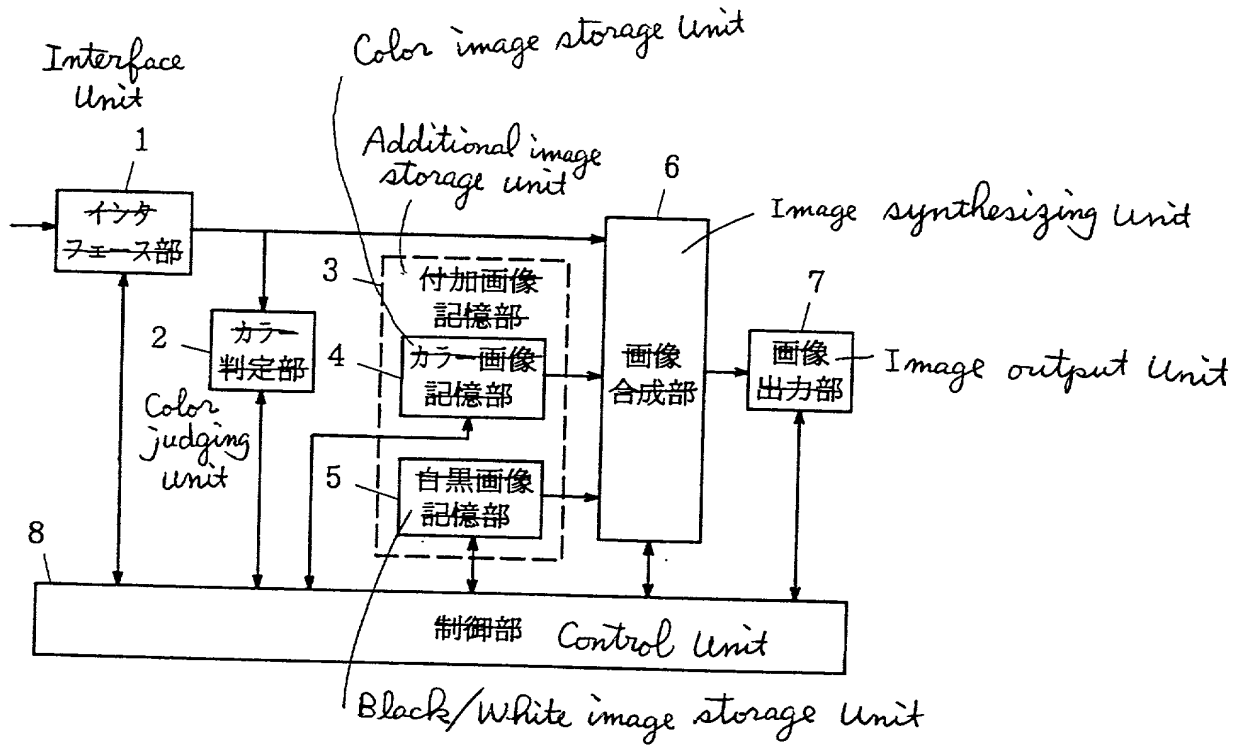 Color image storage Unit
Interface
Unit
1
Additional image
storage unit
6
インタ
フェース部
Image synthesizing Unit
3
付加画像
記憶部
7
2
カラー
判定部
4
カラー画像
記憶部
画像
合成部
画像
出力部
Image output Unit
Color
judging
unit
5
白黒画像
記憶部
8
制御部 Control Unit
Black/White image storage Unit